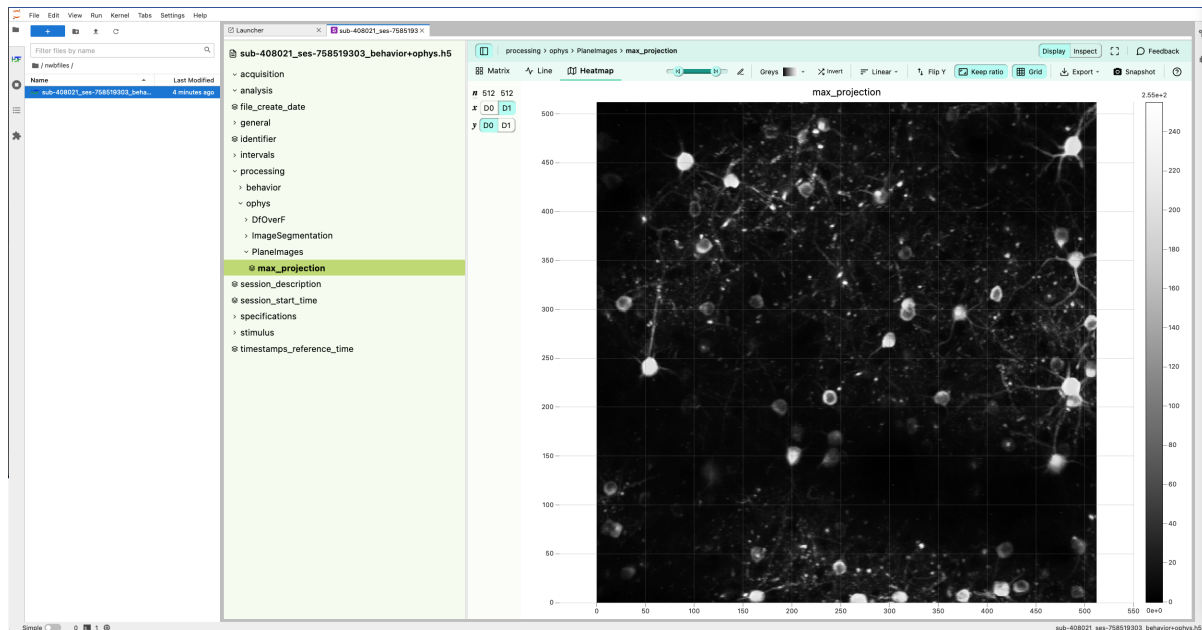 File Edit View Run Kernel Tabs Settings Help
Filter files by name
/ nwbfiles /
Name Last Modified
sub-408021_ses-758519303_beha... 4 minutes ago
Launcher
sub-408021_ses-7585193
sub-408021_ses-758519303_behavior+ophys.h5
acquisition
analysis
file_create_date
general
identifier
intervals
processing
behavior
ophys
DfOverF
ImageSegmentation
PlaneImages
max_projection
session_description
session_start_time
specifications
stimulus
timestamps_reference_time
processing > ophys > PlaneImages > max_projection
Display Inspect Feedback
Matrix Line Heatmap Greys Invert Linear Flip Y Keep ratio Grid Export Snapshot
n 512 512
x D0 D1
y D0 D1
max_projection
2.55e+2
500
450
400
350
300
250
200
150
100
50
0
0 50 100 150 200 250 300 350 400 450 500 550
240
220
200
180
160
140
120
100
80
60
40
20
0
0e+0
Simple 0 1
sub-408021_ses-758519303_behavior+ophys.h5